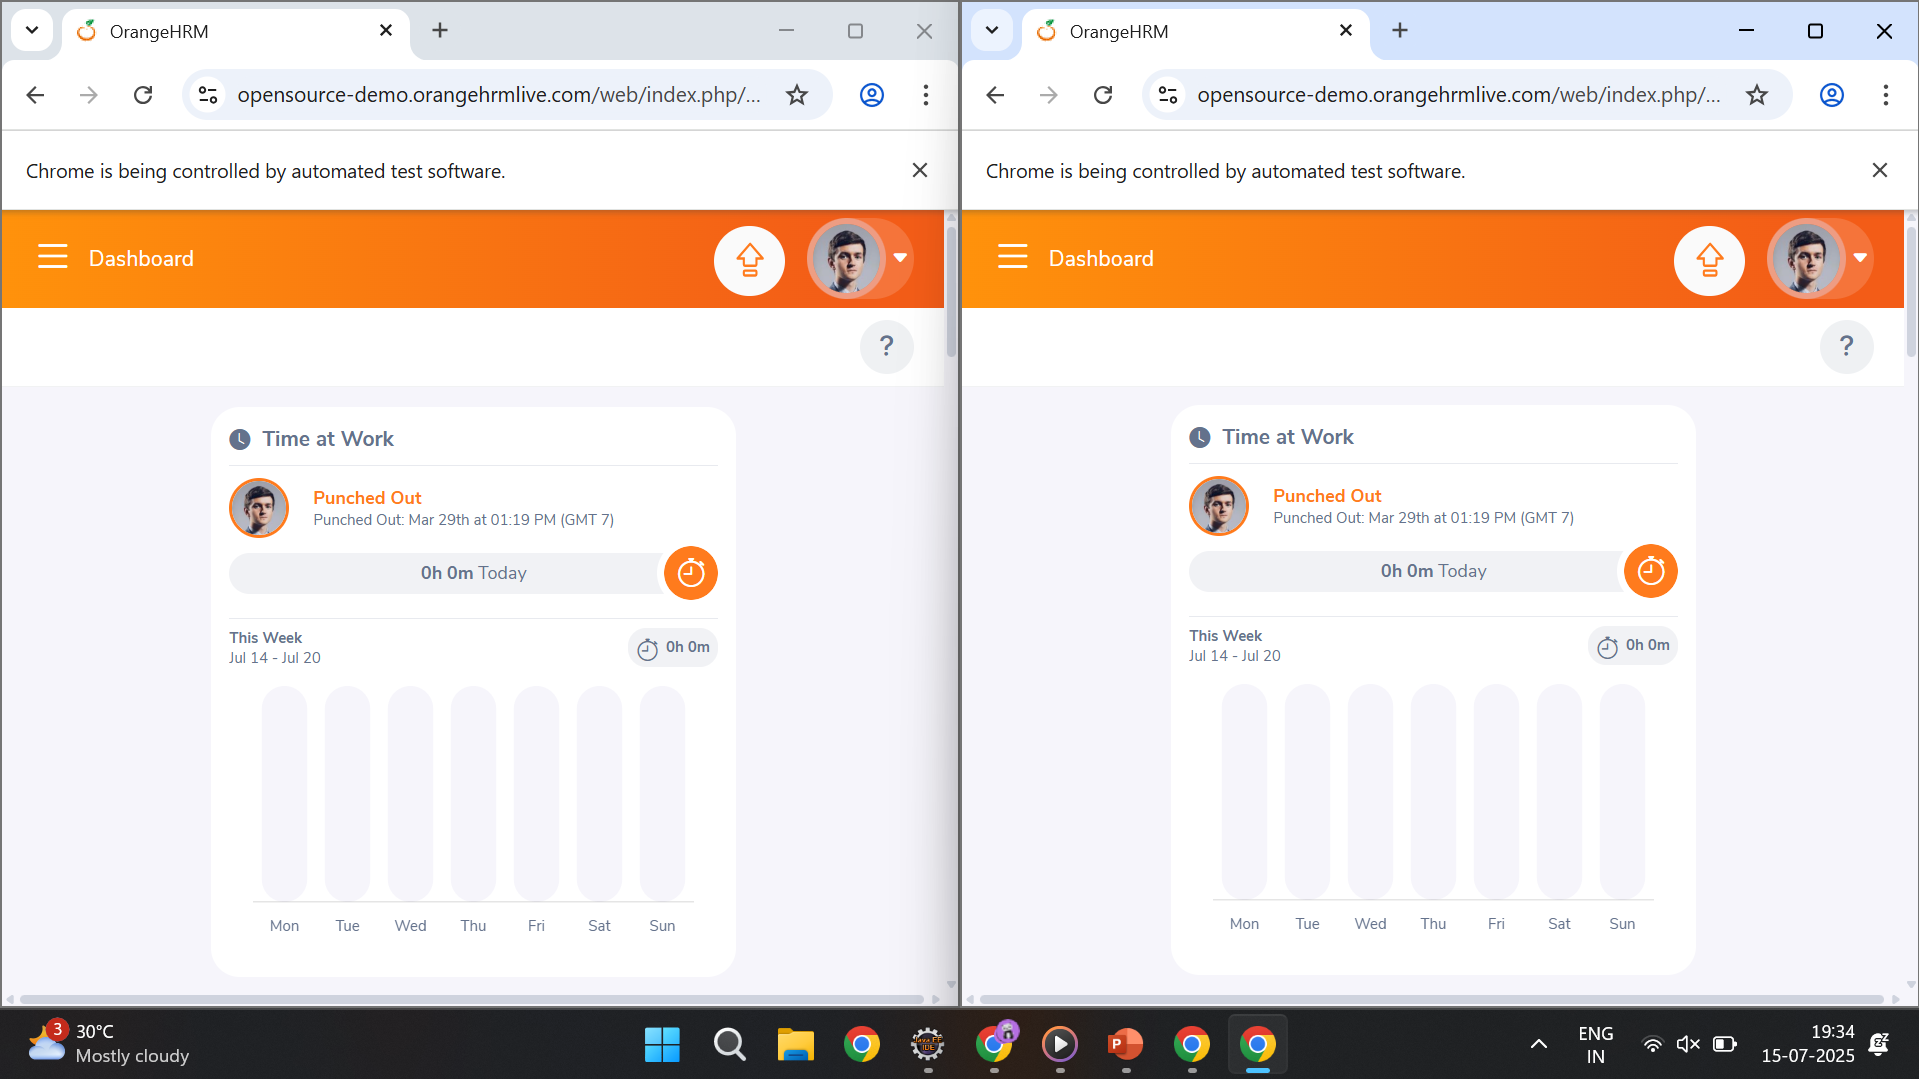 OrangeHRM
opensource-demo.orangehrmlive.com/web/index.php/...
Chrome is being controlled by automated test software.
Dashboard
?
Time at Work
Punched Out
Punched Out: Mar 29th at 01:19 PM (GMT 7)
0h 0m Today
This Week
Jul 14 - Jul 20
0h 0m
Mon Tue Wed Thu Fri Sat Sun
OrangeHRM
opensource-demo.orangehrmlive.com/web/index.php/...
Chrome is being controlled by automated test software.
Dashboard
?
Time at Work
Punched Out
Punched Out: Mar 29th at 01:19 PM (GMT 7)
0h 0m Today
This Week
Jul 14 - Jul 20
0h 0m
Mon Tue Wed Thu Fri Sat Sun
3
30°C
Mostly cloudy
Java EE
IDE
P
ENG
IN
19:34
15-07-2025